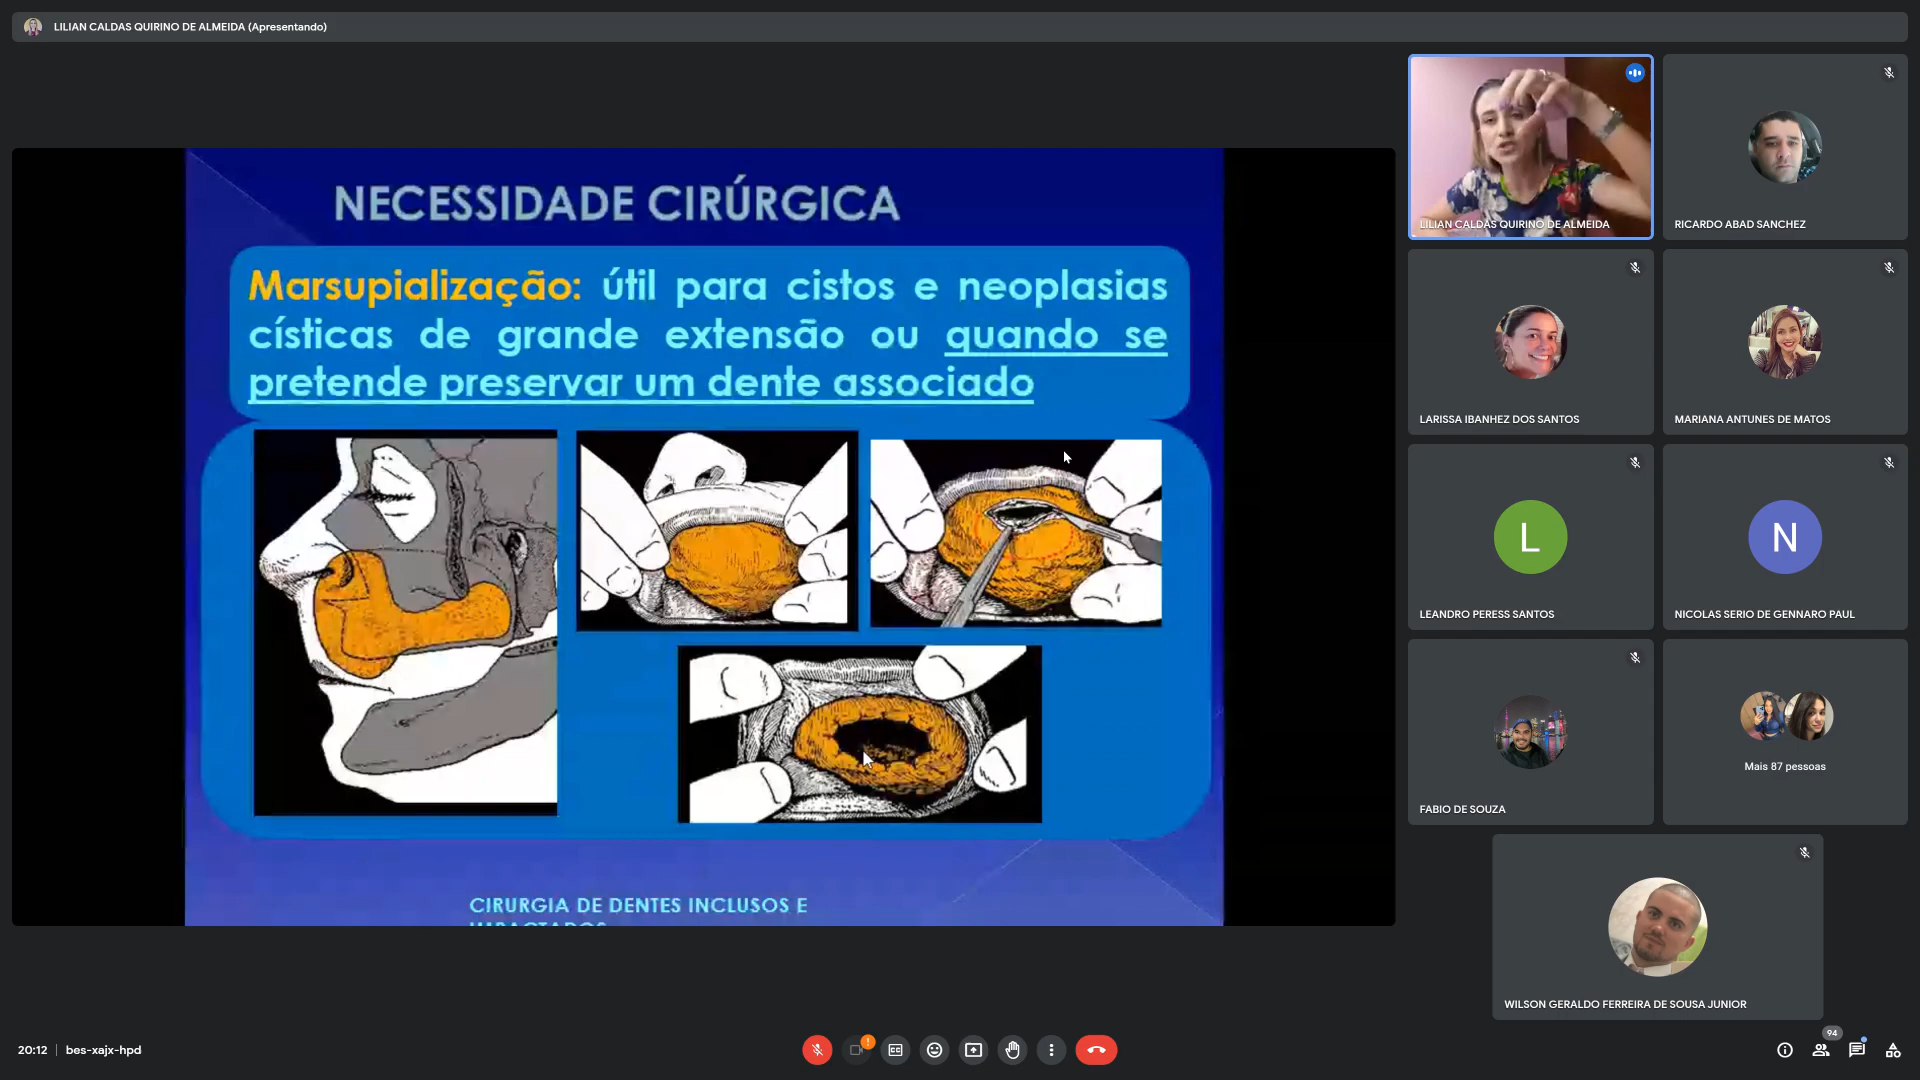 LILIAN CALDAS QUIRINO DE ALMEIDA (Apresentando)
NECESSIDADE CIRÚRGICA
Marsupialização: útil para cistos e neoplasias
císticas de grande extensão ou quando se
pretende preservar um dente associado
CIRURGIA DE DENTES INCLUSOS E
IMPACTADOS
LILIAN CALDAS QUIRINO DE ALMEIDA
RICARDO ABAD SANCHEZ
LARISSA IBANHEZ DOS SANTOS
MARIANA ANTUNES DE MATOS
L
LEANDRO PERESS SANTOS
N
NICOLAS SERIO DE GENNARO PAUL
FABIO DE SOUZA
Mais 87 pessoas
WILSON GERALDO FERREIRA DE SOUSA JUNIOR
20:12
bes-xajx-hpd
94